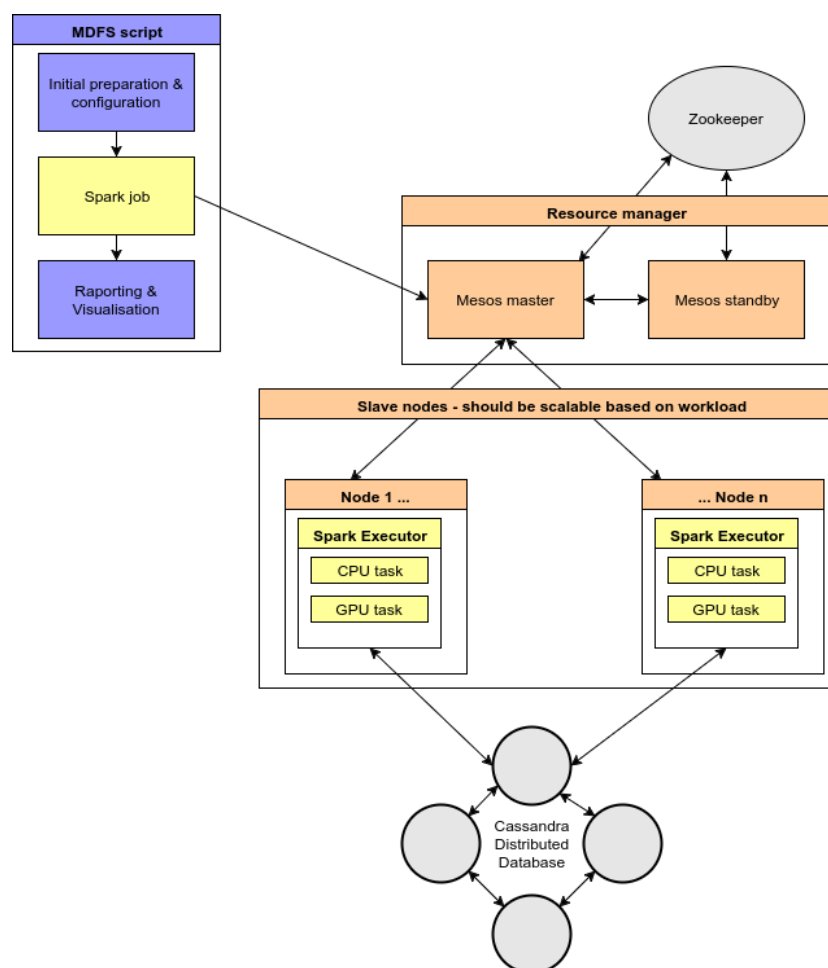 MDFS script
Initial preparation &
configuration
Spark job
Raporting &
Visualisation
Zookeeper
Resource manager
Mesos master
Mesos standby
Slave nodes - should be scalable based on workload
Node 1 ...
Spark Executor
CPU task
GPU task
... Node n
Spark Executor
CPU task
GPU task
Cassandra
Distributed
Database